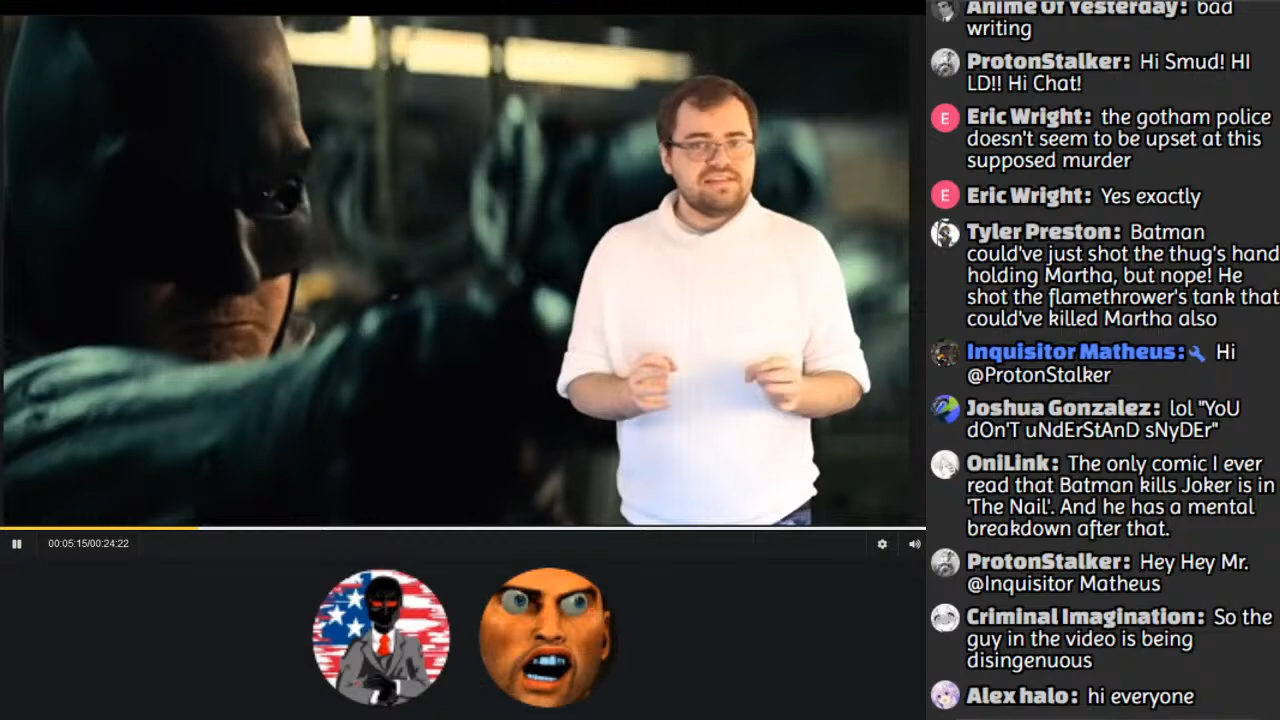 Anime Of Yesterday: bad
writing
ProtonStalker: Hi Smud! HI
LD!! Hi Chat!
E
Eric Wright: the gotham police
doesn't seem to be upset at this
supposed murder
E
Eric Wright: Yes exactly
Tyler Preston: Batman
could've just shot the thug's hand
holding Martha, but nope! He
shot the flamethrower's tank that
could've killed Martha also
Inquisitor Matheus: Hi
@ProtonStalker
Joshua Gonzalez: lol "YoU
dOn'T uNdErStAnD sNyDEr"
OniLink: The only comic I ever
read that Batman kills Joker is in
'The Nail'. And he has a mental
breakdown after that.
ProtonStalker: Hey Hey Mr.
@Inquisitor Matheus
Criminal Imagination: So the
guy in the video is being
disingenuous
Alex halo: hi everyone
00:05:15/00:24:22